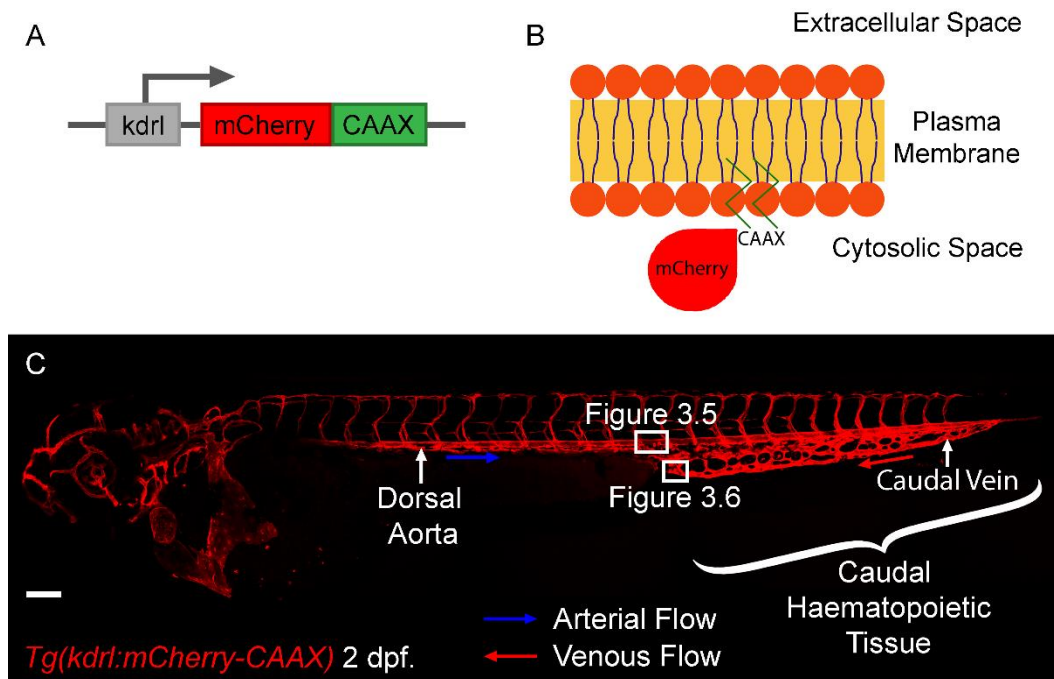 A
kdrl
mCherry
CAAX
B
Extracellular Space
Plasma
Membrane
CAAX
mCherry
Cytosolic Space
C
Figure 3.5
Dorsal
Aorta
Figure 3.6
Caudal Vein
Caudal
Haematopoietic
Tissue
Arterial Flow
Venous Flow
Tg(kdrl:mCherry-CAAX) 2 dpf.